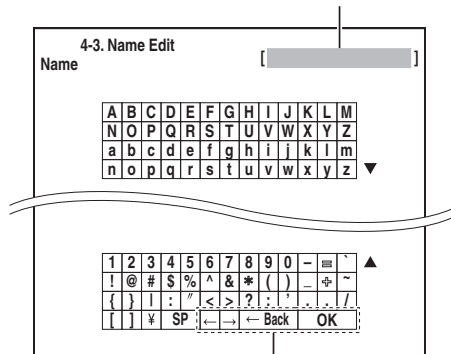 4-3. Name Edit
Name [ ]
A B C D E F G H I J K L M
N O P Q R S T U V W X Y Z
a b c d e f g h i j k l m
n o p q r s t u v w x y z ▼
1 2 3 4 5 6 7 8 9 0 – = ` ▲
! @ # $ % ^ & * ( ) _ + ~
{ } | : " < > ? : ' , . /
[ ] ¥ SP ← → ← Back OK